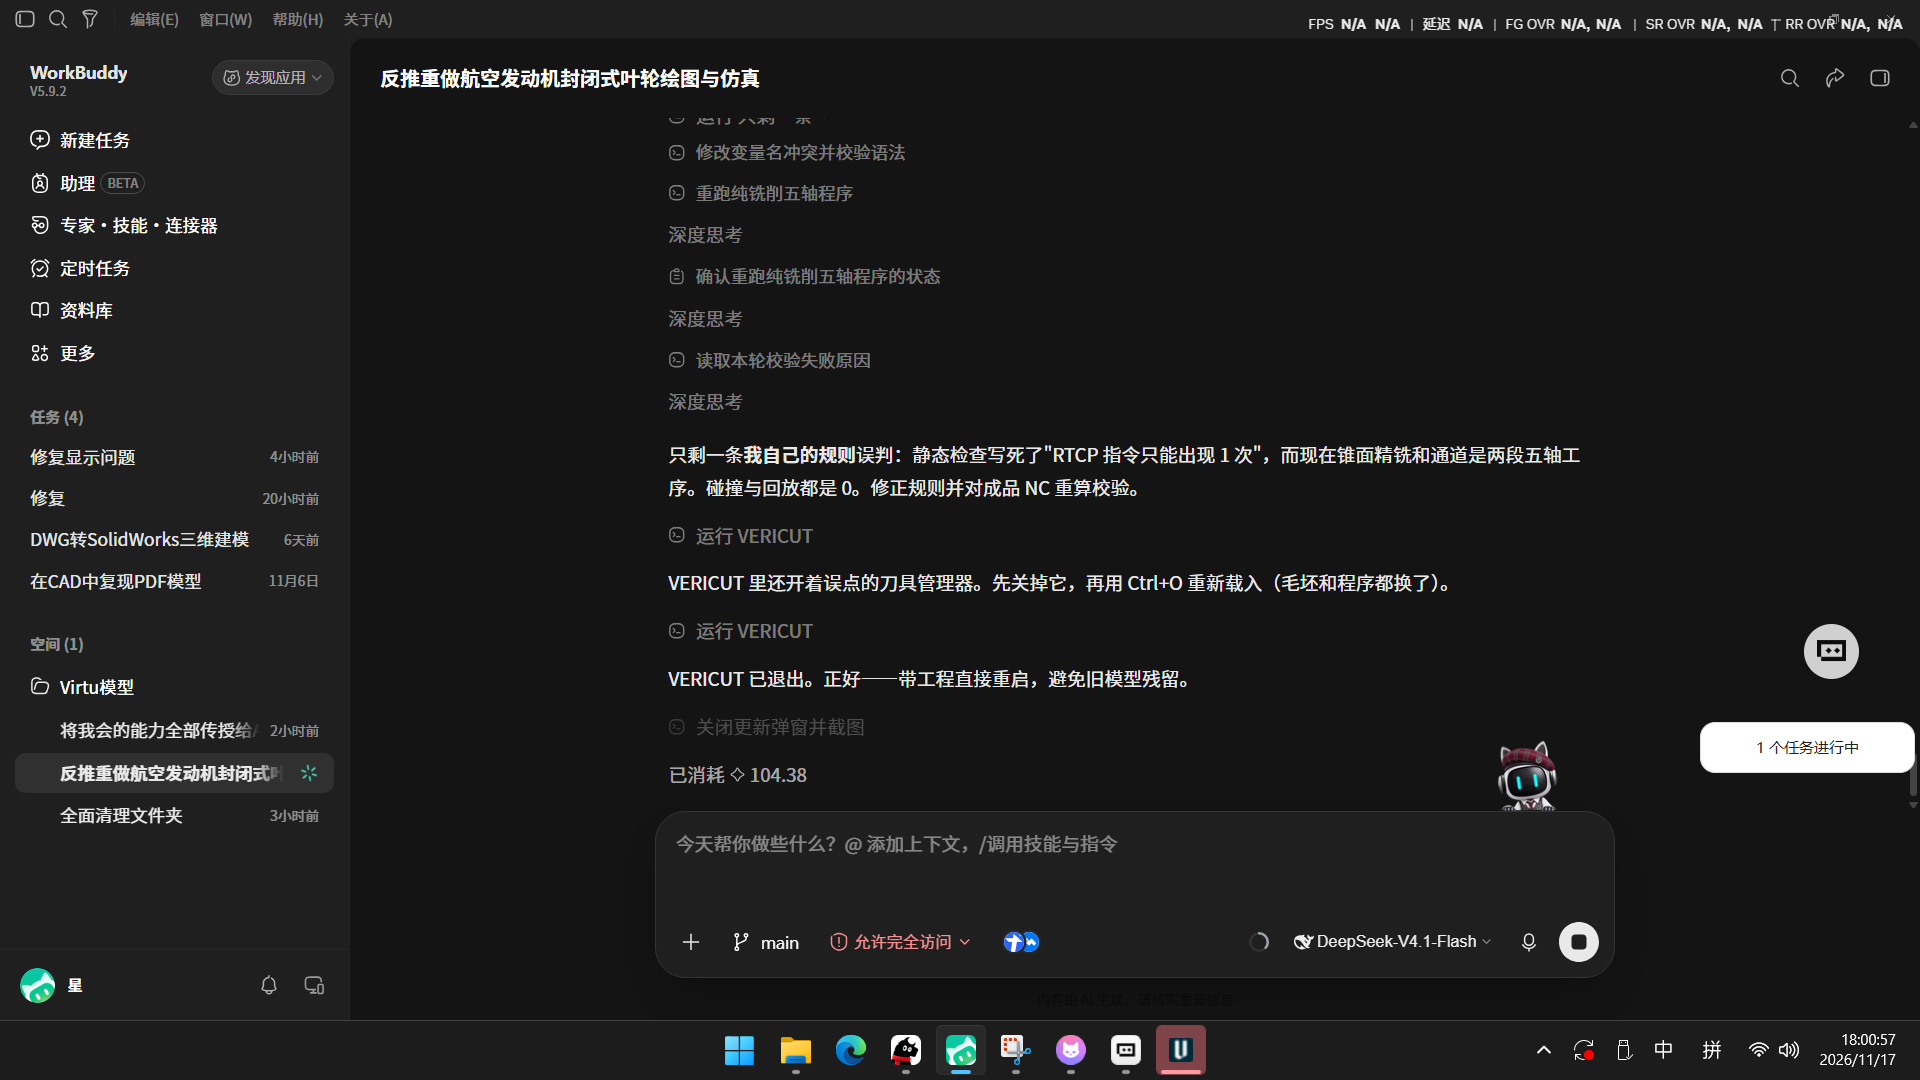 编辑(E) 窗口(W) 帮助(H) 关于(A)
FPS N/A N/A | 延迟 N/A | FG OVR N/A, N/A | SR OVR N/A, N/A | RR OVR N/A, N/A
WorkBuddy
V5.9.2
发现应用
新建任务
助理 BETA
专家・技能・连接器
定时任务
资料库
更多
任务 (4)
修复显示问题 4小时前
修复 20小时前
DWG转SolidWorks三维建模 6天前
在CAD中复现PDF模型 11月6日
空间 (1)
Virtu模型
将我会的能力全部传授给 2小时前
反推重做航空发动机封闭式叶
全面清理文件夹 3小时前
星
反推重做航空发动机封闭式叶轮绘图与仿真
修改变量名冲突并校验语法
重跑纯铣削五轴程序
深度思考
确认重跑纯铣削五轴程序的状态
深度思考
读取本轮校验失败原因
深度思考
只剩一条我自己的规则误判：静态检查写死了"RTCP 指令只能出现 1 次"，而现在锥面精铣和通道是两段五轴工
序。碰撞与回放都是 0。修正规则并对成品 NC 重算校验。
运行 VERICUT
VERICUT 里还开着误点的刀具管理器。先关掉它，再用 Ctrl+O 重新载入（毛坯和程序都换了）。
运行 VERICUT
VERICUT 已退出。正好——带工程直接重启，避免旧模型残留。
关闭更新弹窗并截图
已消耗 104.38
1 个任务进行中
今天帮你做些什么？@ 添加上下文，/调用技能与指令
main 允许完全访问 DeepSeek-V4.1-Flash
内容由 AI 生成，请核实重要信息
中 拼 18:00:57
2026/11/17